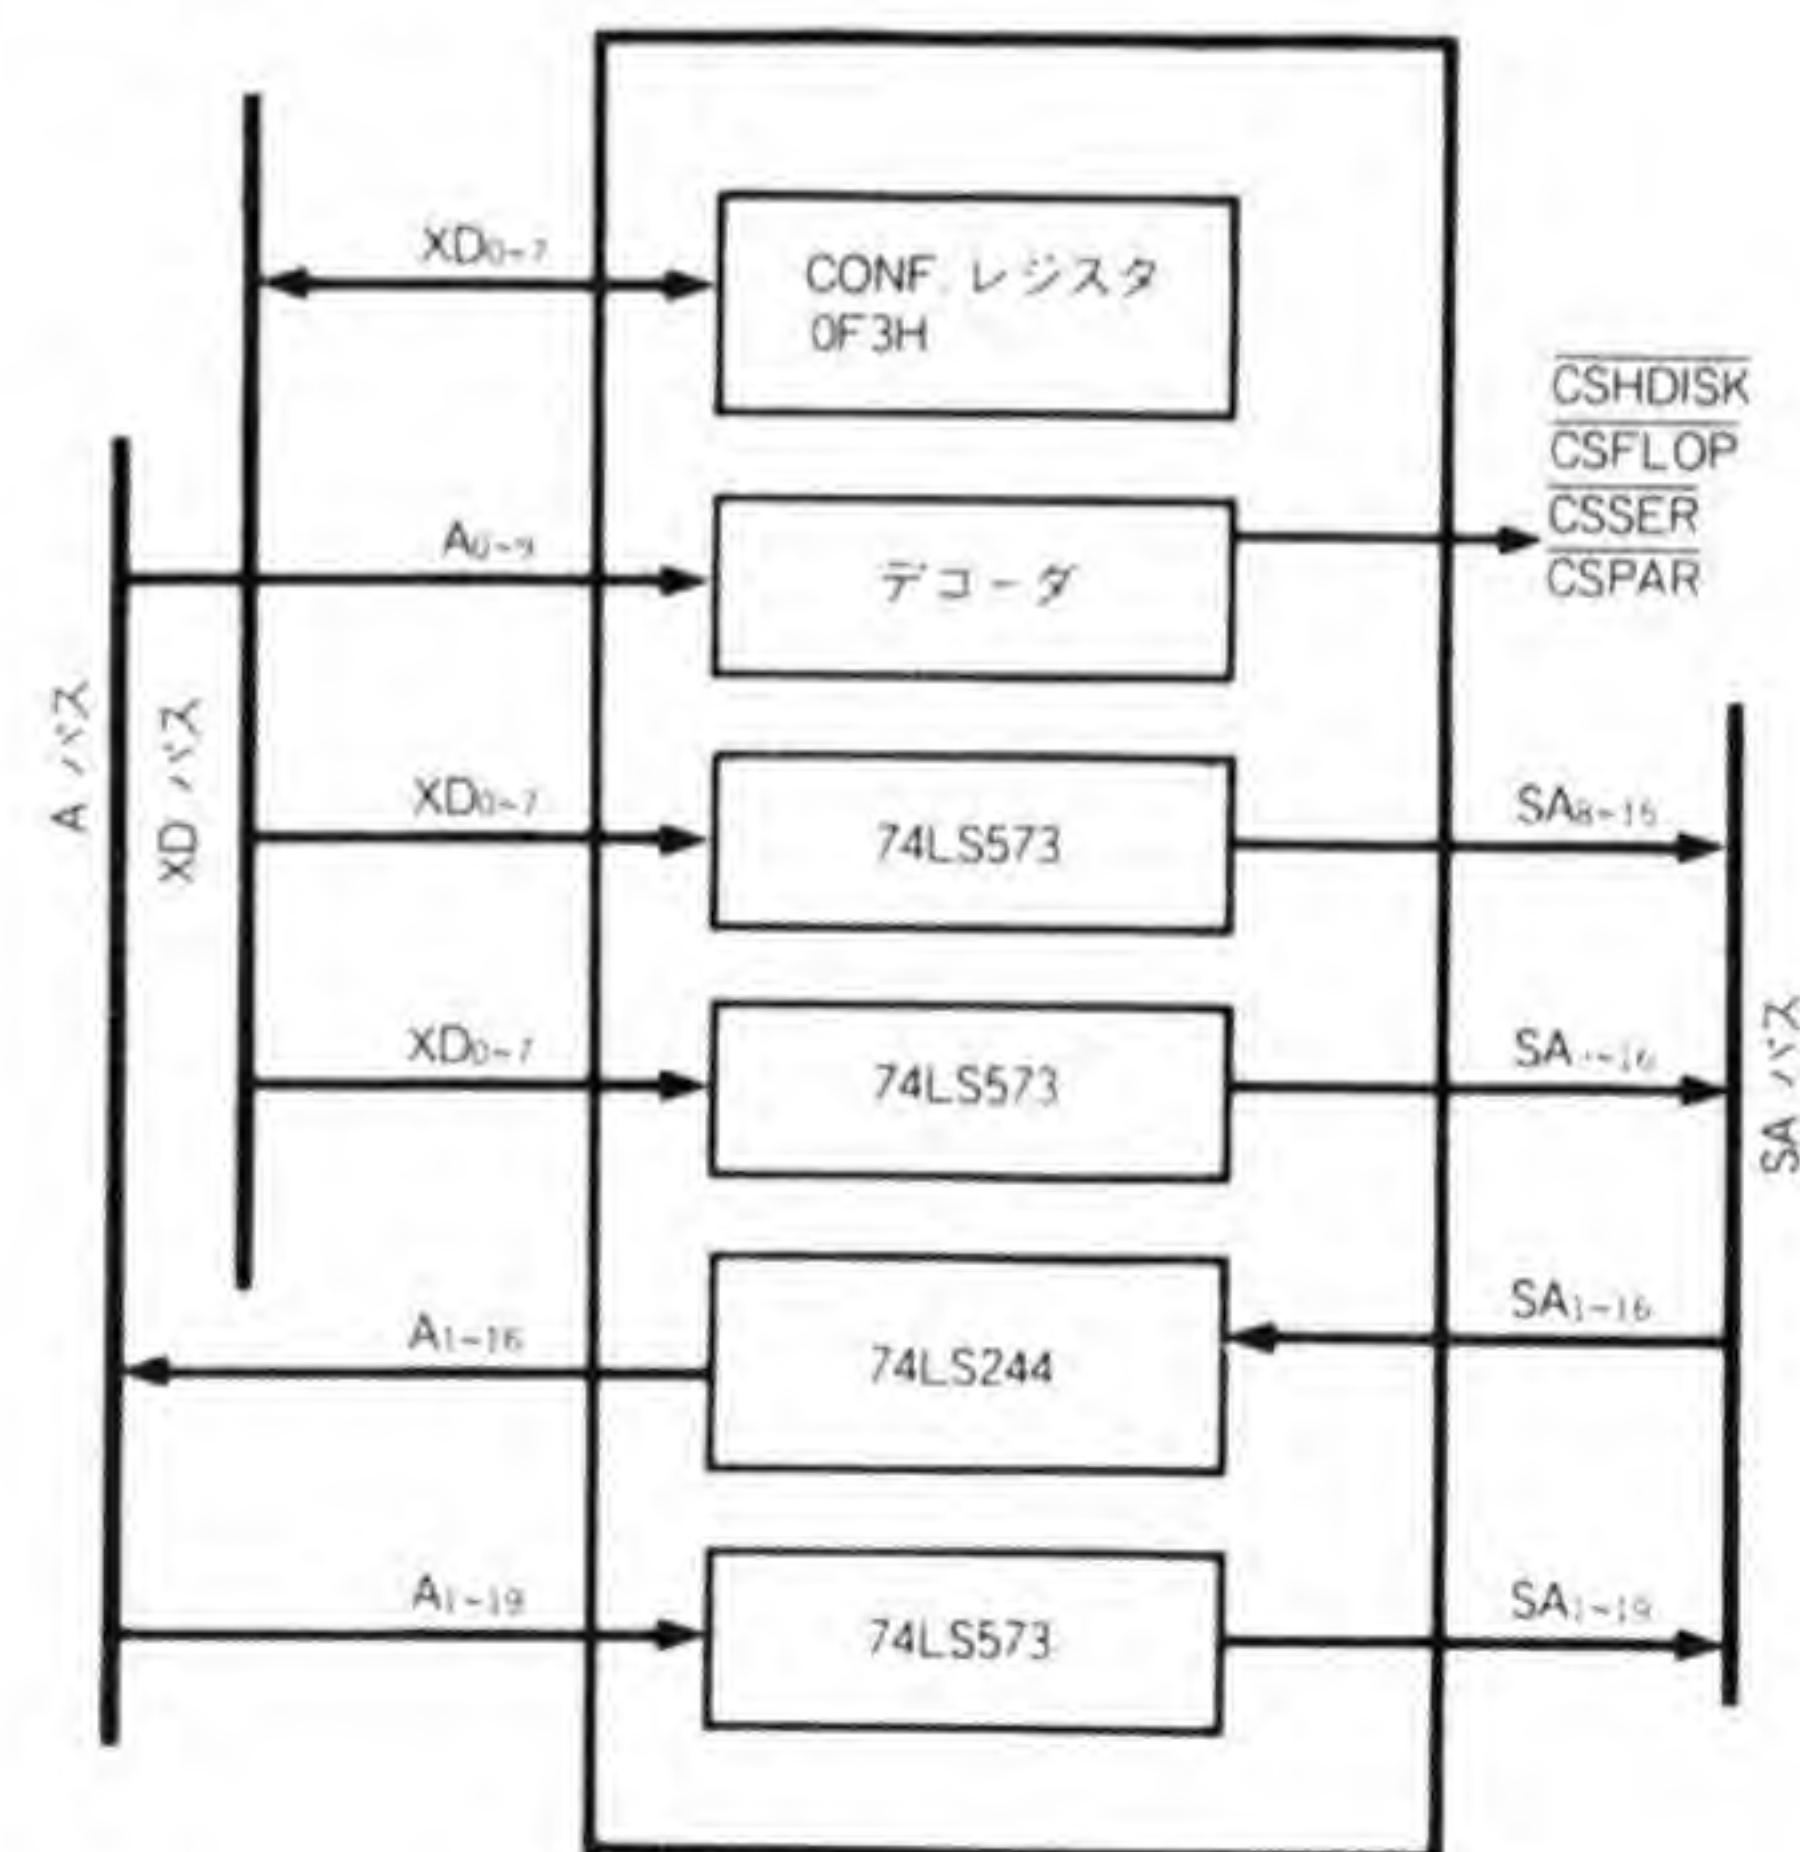 XD0~7
CONF. レジスタ
0F3H
CSHDISK
CSFLOP
CSSER
CSPAR
A0~9
デコーダ
A バス
XD バス
XD0~7
74LS573
SA8~15
XD0~7
74LS573
SA
SA バス
A1~16
74LS244
SA1~16
A1~19
74LS573
SA1~19